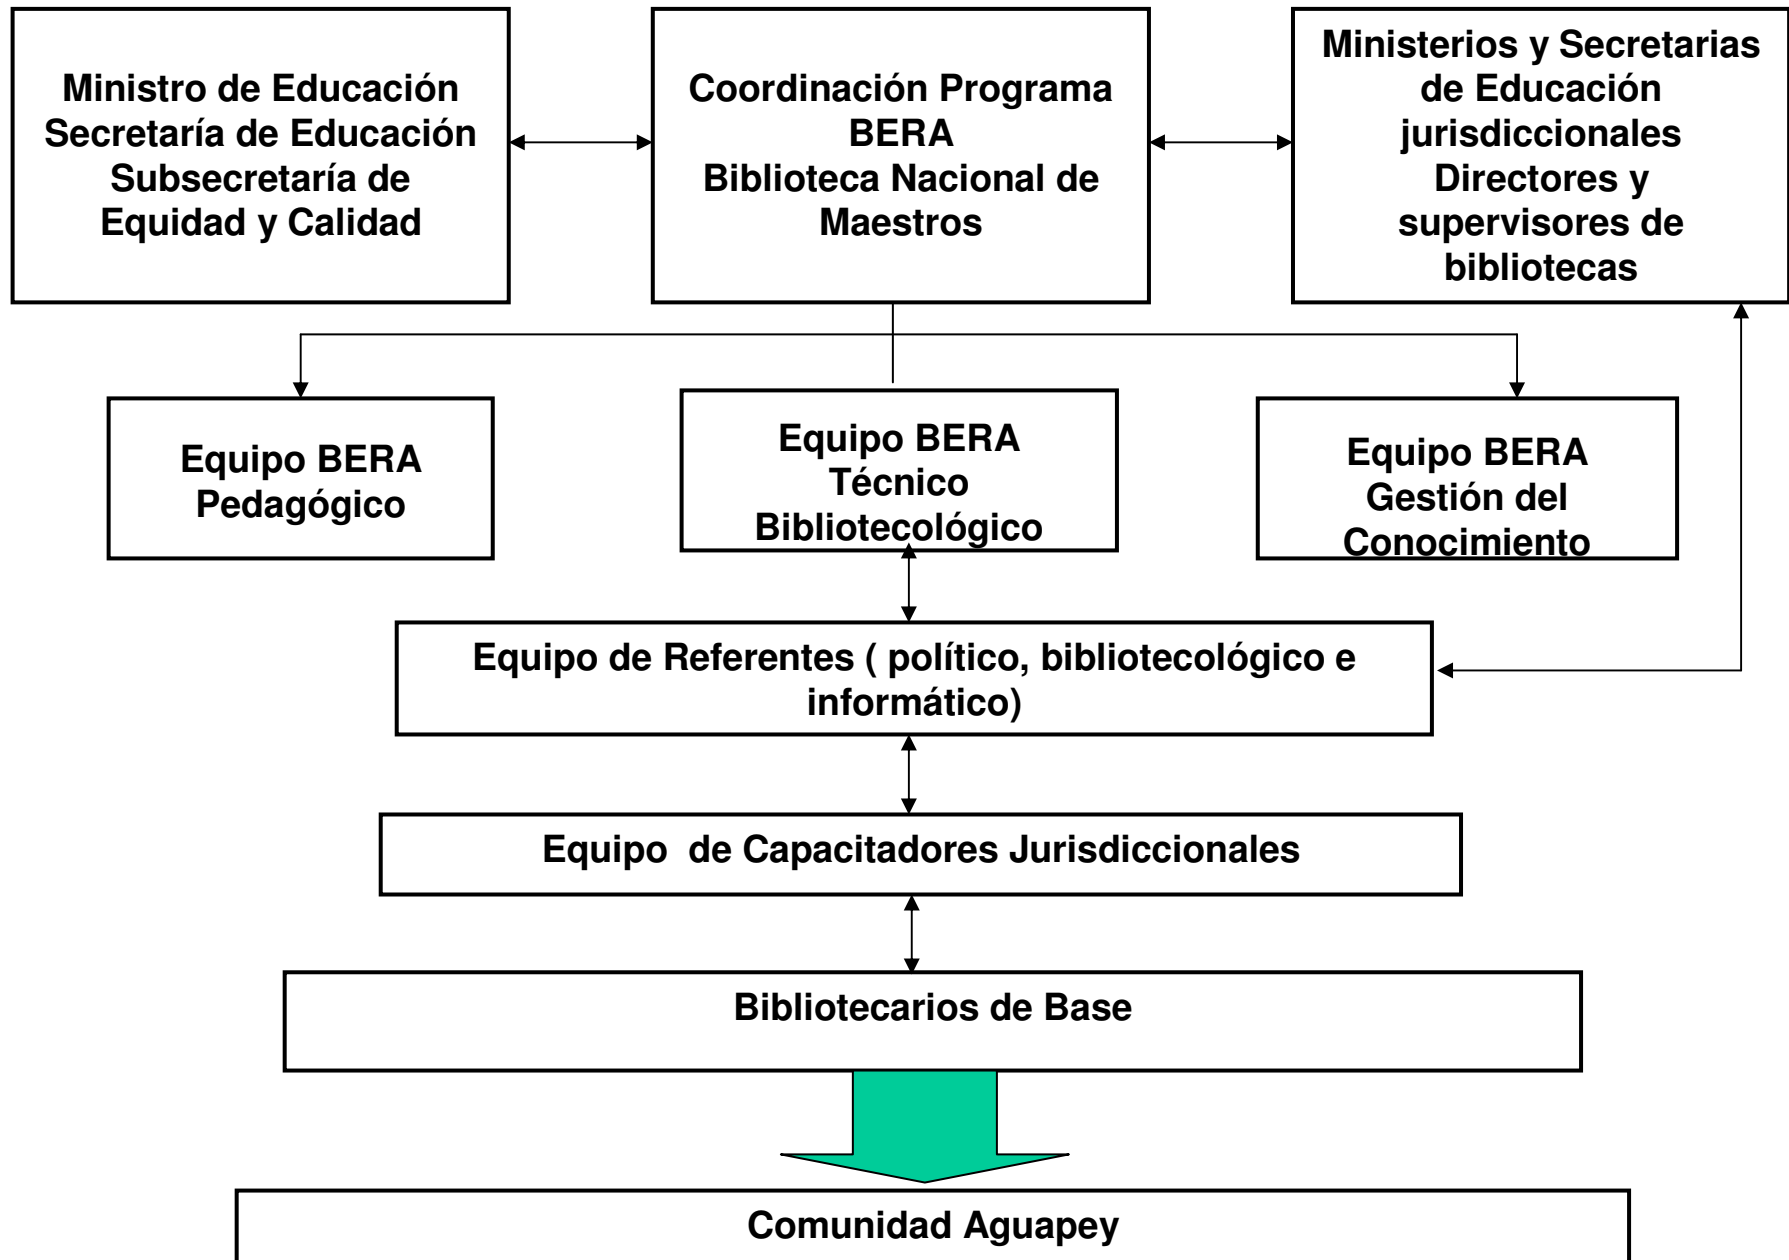 Ministro de Educación
Secretaría de Educación
Subsecretaría de
Equidad y Calidad
Coordinación Programa
BERA
Biblioteca Nacional de
Maestros
Ministerios y Secretarias
de Educación
jurisdiccionales
Directores y
supervisores de
bibliotecas
Equipo BERA
Pedagógico
Equipo BERA
Técnico
Bibliotecológico
Equipo BERA
Gestión del
Conocimiento
Equipo de Referentes ( político, bibliotecológico e
informático)
Equipo  de Capacitadores Jurisdiccionales
Bibliotecarios de Base
Comunidad Aguapey